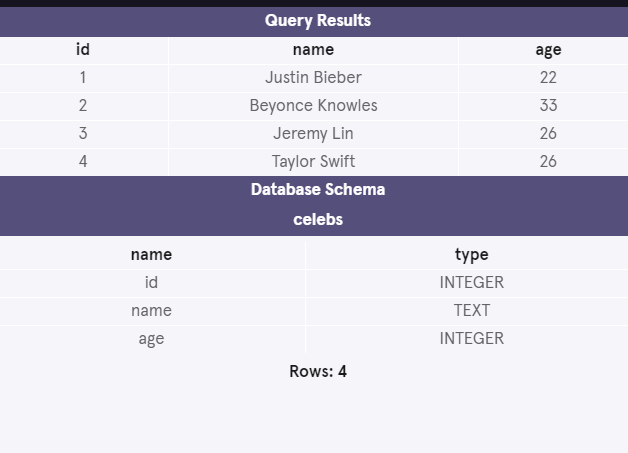 Query Results
id name age
1 Justin Bieber 22
2 Beyonce Knowles 33
3 Jeremy Lin 26
4 Taylor Swift 26
Database Schema
celebs
name type
id INTEGER
name TEXT
age INTEGER
Rows: 4